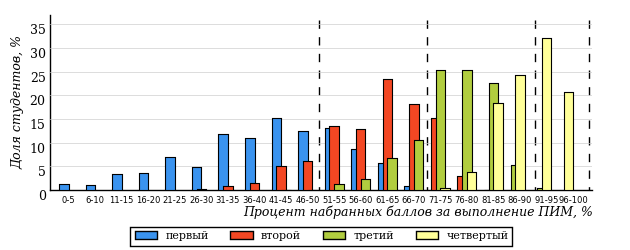 Доля студентов, %
35
30
25
20
15
10
5
0
0-5 6-10 11-15 16-20 21-25 26-30 31-35 36-40 41-45 46-50 51-55 56-60 61-65 66-70 71-75 76-80 81-85 86-90 91-95 96-100
Процент набранных баллов за выполнение ПИМ, %
первый второй третий четвертый